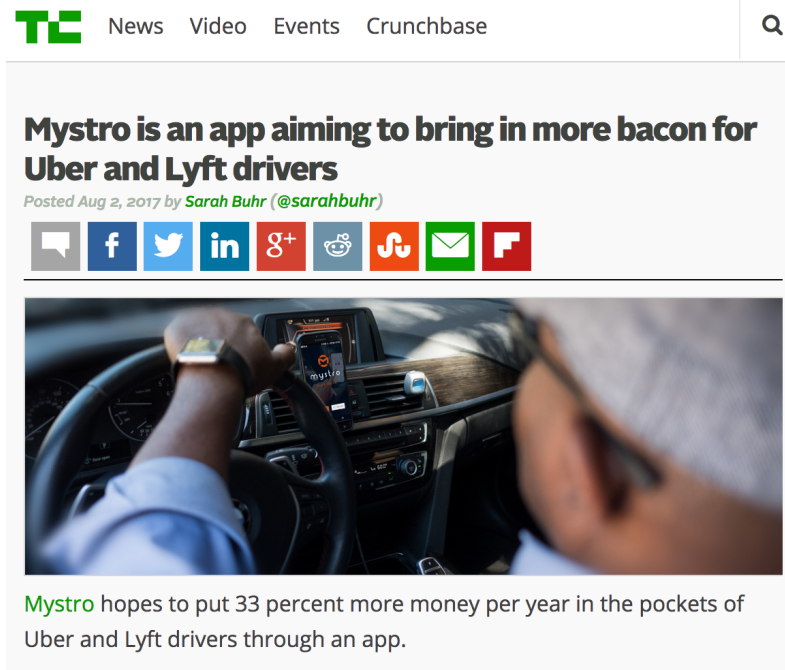 TC News Video Events Crunchbase
Mystro is an app aiming to bring in more bacon for
Uber and Lyft drivers
Posted Aug 2, 2017 by Sarah Buhr (@sarahbuhr)
f in g+
mystro
Mystro hopes to put 33 percent more money per year in the pockets of
Uber and Lyft drivers through an app.